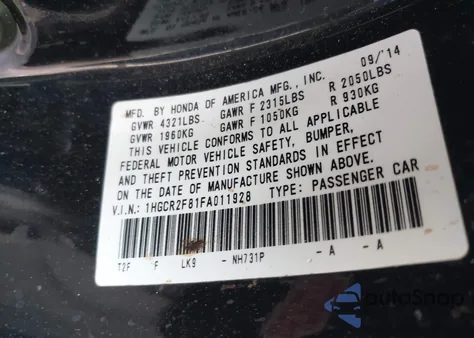 MFD. BY HONDA OF AMERICA MFG., INC. 09/'14
GVWR 4321LBS GAWR F 2315LBS R 2050LBS
GVWR 1960KG GAWR F 1050KG R 930KG
THIS VEHICLE CONFORMS TO ALL APPLICABLE
FEDERAL MOTOR VEHICLE SAFETY, BUMPER,
AND THEFT PREVENTION STANDARDS IN EFFECT
ON THE DATE OF MANUFACTURE SHOWN ABOVE.
V.I.N.: 1HGCR2F81FA011928 TYPE: PASSENGER CAR
T2F F LK9 - NH731P -A -A
autoSnap